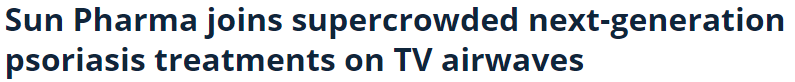 Sun Pharma joins supercrowded next-generation
psoriasis treatments on TV airwaves